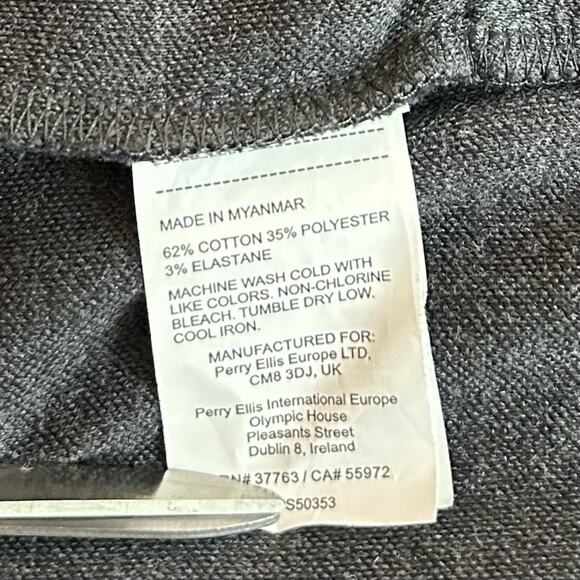 MADE IN MYANMAR
62% COTTON 35% POLYESTER
3% ELASTANE
MACHINE WASH COLD WITH
LIKE COLORS. NON-CHLORINE
BLEACH. TUMBLE DRY LOW.
COOL IRON.
MANUFACTURED FOR:
Perry Ellis Europe LTD,
CM8 3DJ, UK
Perry Ellis International Europe
Olympic House
Pleasants Street
Dublin 8, Ireland
37763 / CA# 55972
S50353